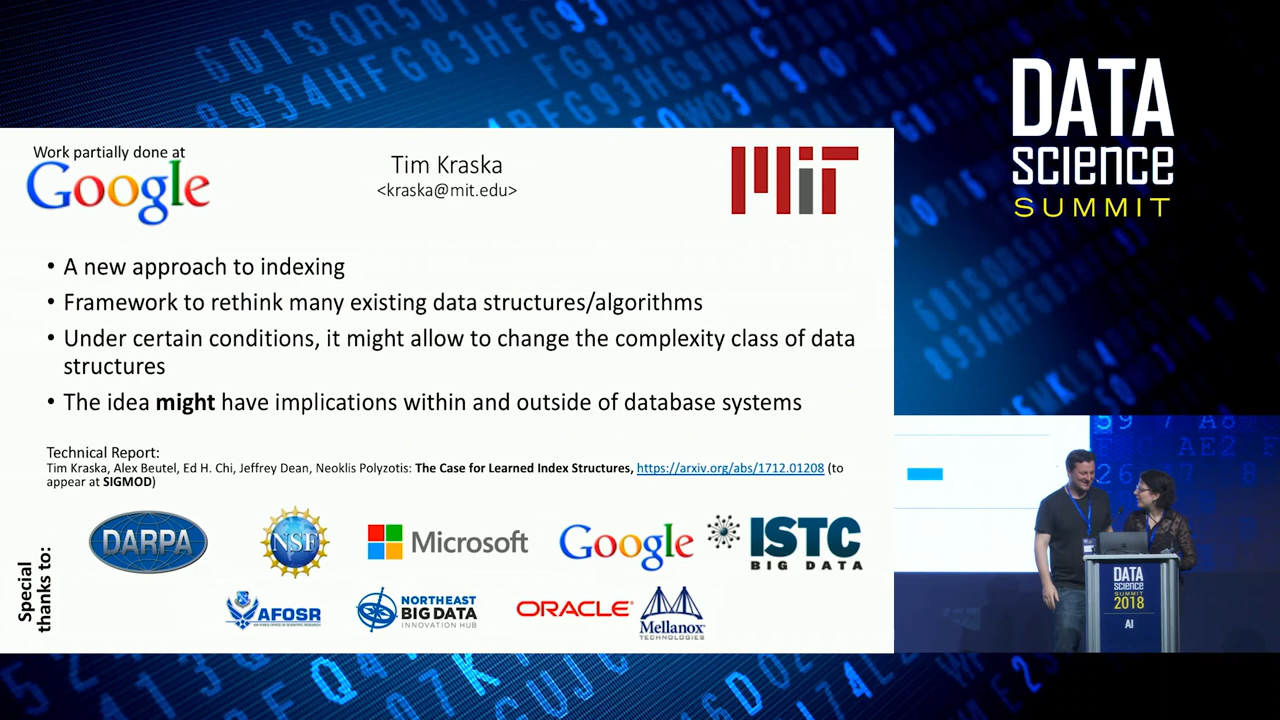 Work partially done at
Google
Tim Kraska
<kraska@mit.edu>
MIT
• A new approach to indexing
• Framework to rethink many existing data structures/algorithms
• Under certain conditions, it might allow to change the complexity class of data
structures
• The idea might have implications within and outside of database systems
Technical Report:
Tim Kraska, Alex Beutel, Ed H. Chi, Jeffrey Dean, Neoklis Polyzotis: The Case for Learned Index Structures, https://arxiv.org/abs/1712.01208 (to
appear at SIGMOD)
Special
thanks to:
DARPA
NSF
Microsoft
Google
ISTC
BIG DATA
AFOSR
NORTHEAST
BIG DATA
INNOVATION HUB
ORACLE
Mellanox
TECHNOLOGIES
DATA
science
SUMMIT
DATA
science
SUMMIT
2018
AI